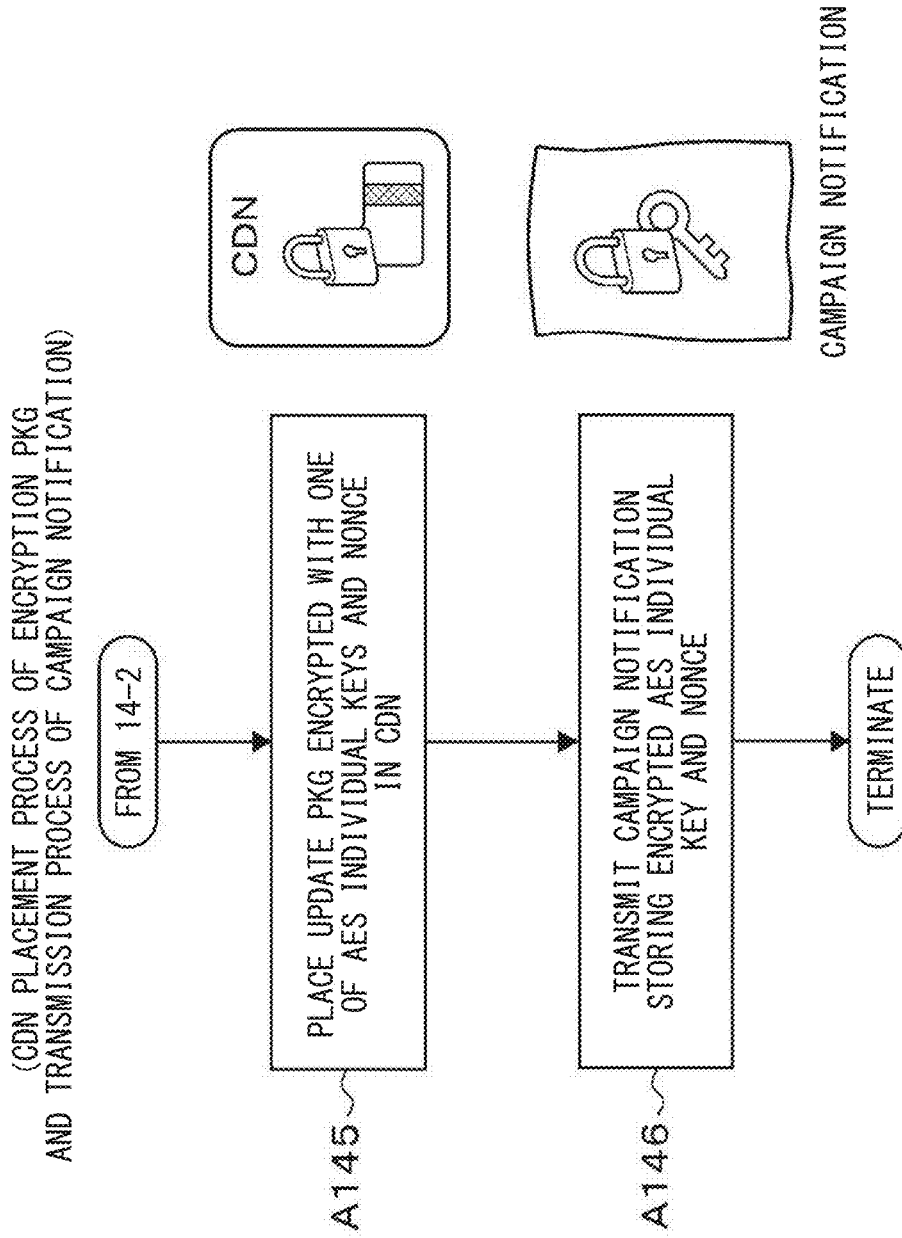 (CDN PLACEMENT PROCESS OF ENCRYPTION PKG
AND TRANSMISSION PROCESS OF CAMPAIGN NOTIFICATION)
FROM 14-2
A145
PLACE UPDATE PKG ENCRYPTED WITH ONE
OF AES INDIVIDUAL KEYS AND NONCE
IN CDN
CDN
A146
TRANSMIT CAMPAIGN NOTIFICATION
STORING ENCRYPTED AES INDIVIDUAL
KEY AND NONCE
CAMPAIGN NOTIFICATION
TERMINATE